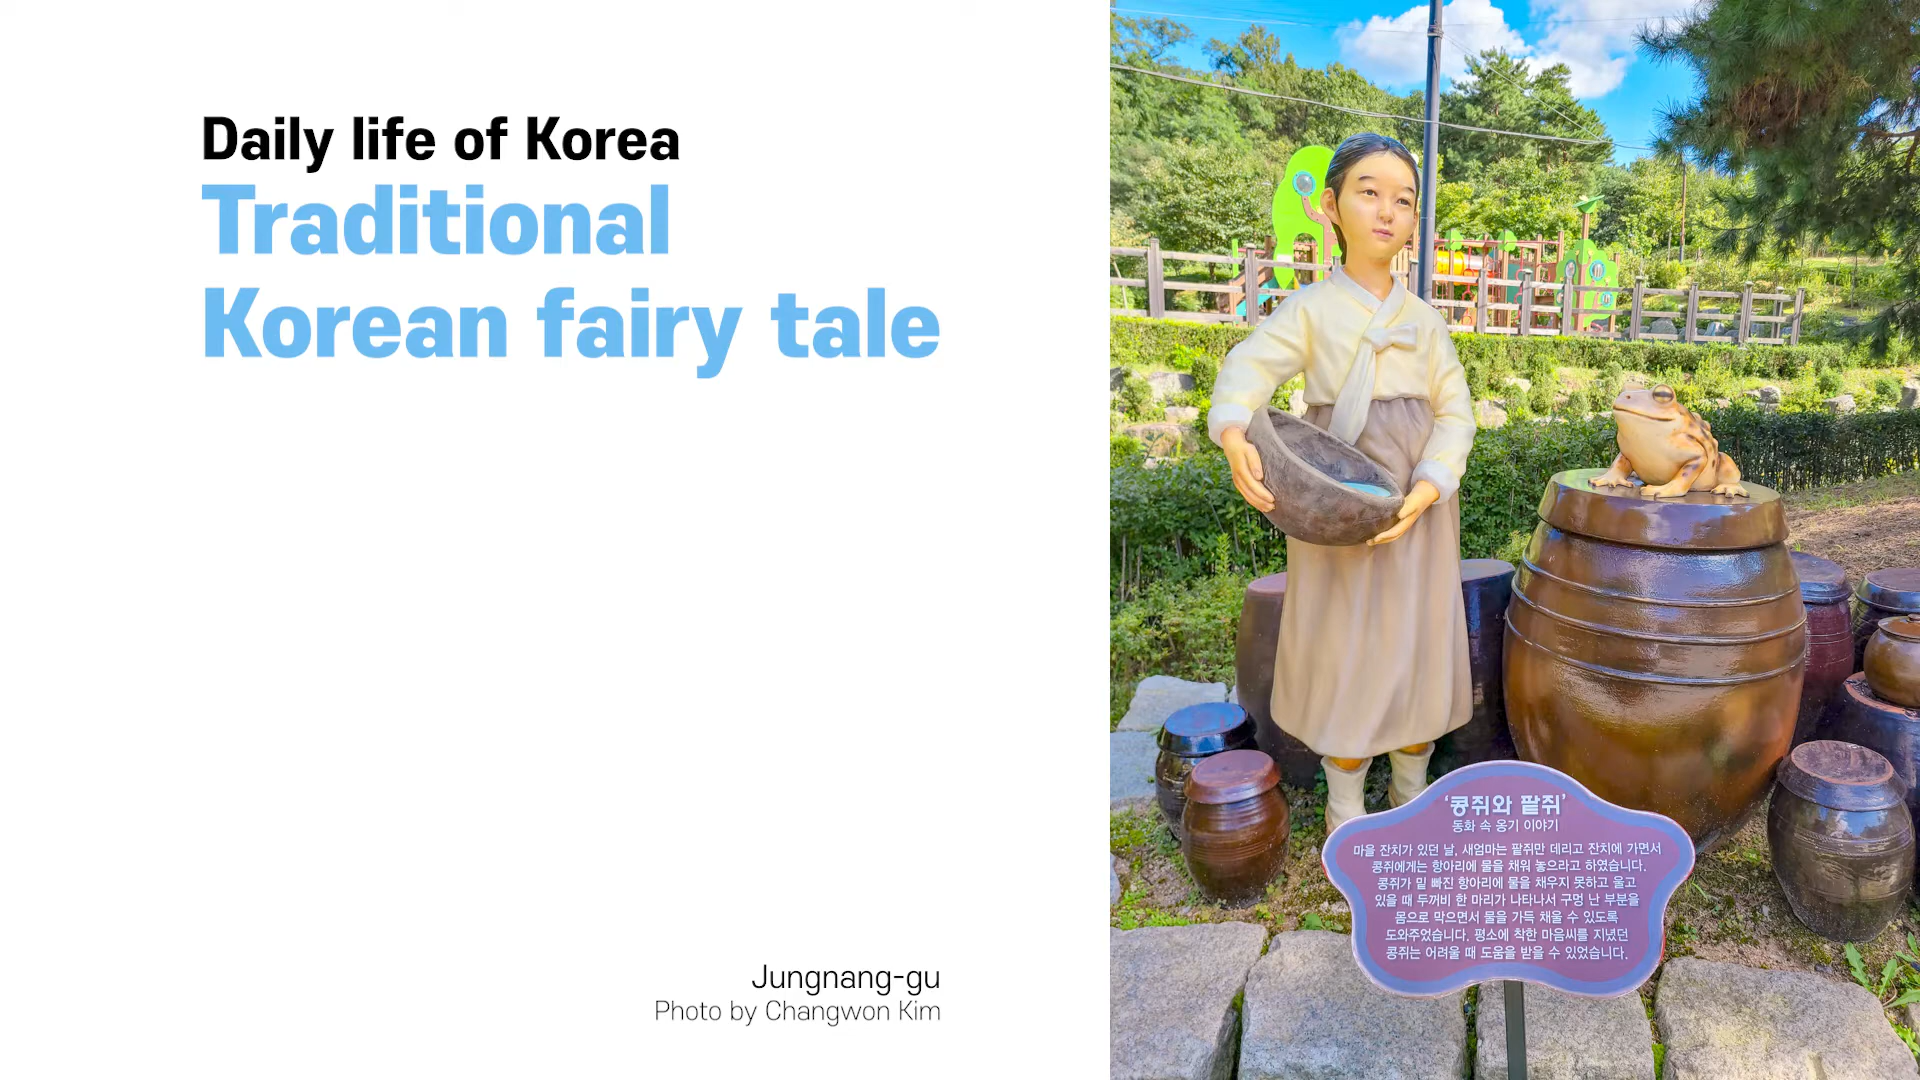 Daily life of Korea
Traditional
Korean fairy tale
Jungnang-gu
Photo by Changwon Kim
‘콩쥐와 팥쥐’
동화 속 옹기 이야기
마을 잔치가 있던 날, 새엄마는 팥쥐만 데리고 잔치에 가면서
콩쥐에게는 항아리에 물을 채워 놓으라고 하였습니다.
콩쥐가 밑 빠진 항아리에 물을 채우지 못하고 울고
있을 때 두꺼비 한 마리가 나타나서 구멍 난 부분을
몸으로 막으면서 물을 가득 채울 수 있도록
도와주었습니다. 평소에 착한 마음씨를 지녔던
콩쥐는 어려울 때 도움을 받을 수 있었습니다.